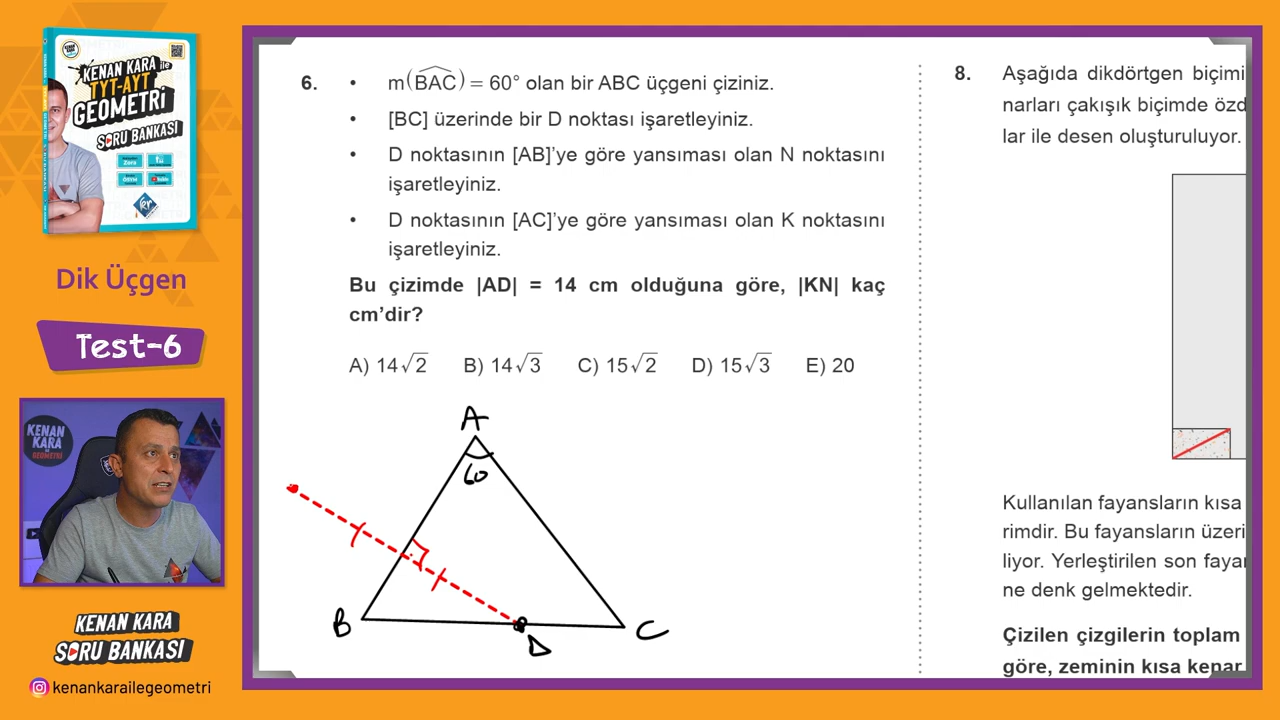 KENAN KARA ile
TYT-AYT
GEOMETRİ
SORU BANKASI
Dik Üçgen
Test-6
KENAN
KARA
GEOMETRİ
KENAN KARA
SORU BANKASI
kenankarailegeometri
6. • m(BAC) = 60° olan bir ABC üçgeni çiziniz.
• [BC] üzerinde bir D noktası işaretleyiniz.
• D noktasının [AB]'ye göre yansıması olan N noktasını
işaretleyiniz.
• D noktasının [AC]'ye göre yansıması olan K noktasını
işaretleyiniz.
Bu çizimde |AD| = 14 cm olduğuna göre, |KN| kaç
cm'dir?
A) 14√2 B) 14√3 C) 15√2 D) 15√3 E) 20
A
60
B
D
C
8. Aşağıda dikdörtgen biçimi
narları çakışık biçimde özd
lar ile desen oluşturuluyor.
Kullanılan fayansların kısa
rimdir. Bu fayansların üzeri
liyor. Yerleştirilen son fayan
ne denk gelmektedir.
Çizilen çizgilerin toplam
göre, zeminin kısa kenar